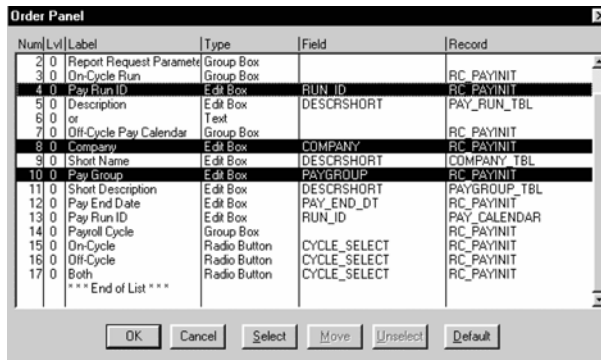 Order Panel
Num Lvl Label Type Field Record
2 0 Report Request Paramete Group Box
3 0 On-Cycle Run Group Box RC_PAYINIT
4 0 Pay Run ID Edit Box RUN_ID RC_PAYINIT
5 0 Description Edit Box DESCRSHORT PAY_RUN_TBL
6 0 or Text
7 0 Off-Cycle Pay Calendar Group Box RC_PAYINIT
8 0 Company Edit Box COMPANY RC_PAYINIT
9 0 Short Name Edit Box DESCRSHORT COMPANY_TBL
10 0 Pay Group Edit Box PAYGROUP RC_PAYINIT
11 0 Short Description Edit Box DESCRSHORT PAYGROUP_TBL
12 0 Pay End Date Edit Box PAY_END_DT RC_PAYINIT
13 0 Pay Run ID Edit Box RUN_ID PAY_CALENDAR
14 0 Payroll Cycle Group Box RC_PAYINIT
15 0 On-Cycle Radio Button CYCLE_SELECT RC_PAYINIT
16 0 Off-Cycle Radio Button CYCLE_SELECT RC_PAYINIT
17 0 Both Radio Button CYCLE_SELECT RC_PAYINIT
* * * End of List * * *
OK Cancel Select Move Unselect Default